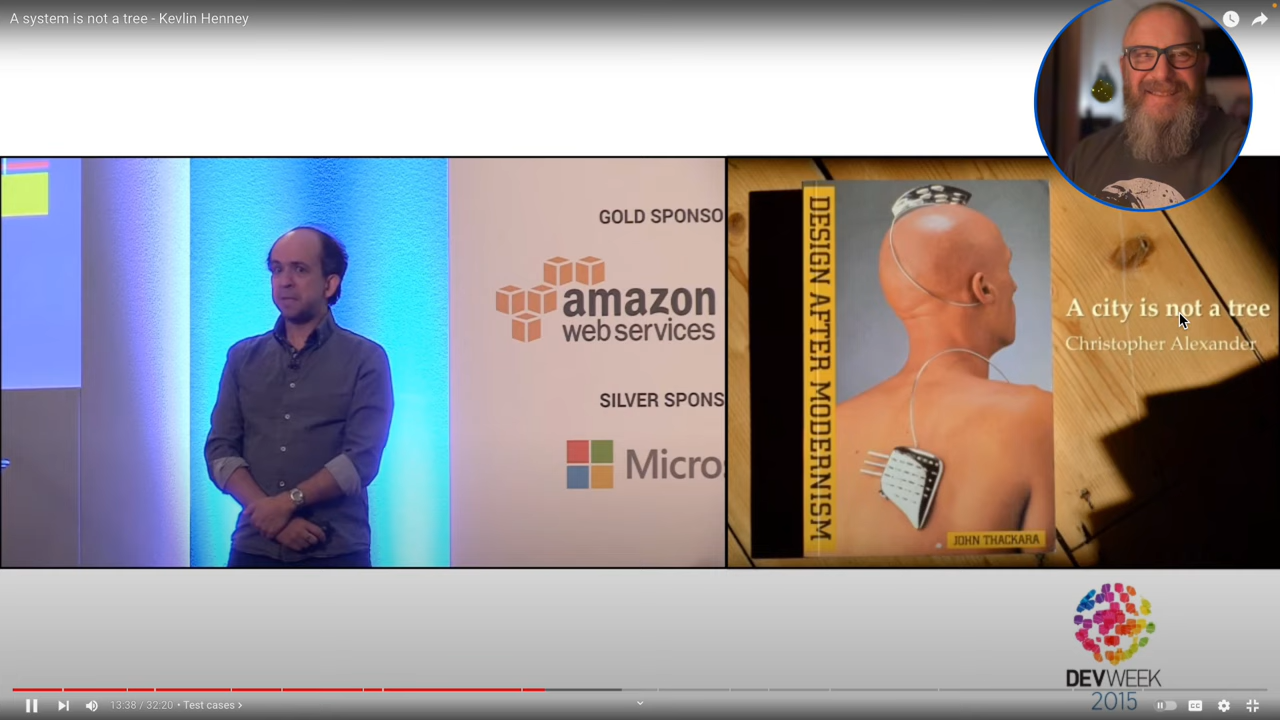 A system is not a tree - Kevlin Henney
GOLD SPONSO
amazon
web services
SILVER SPONS
Micro
DESIGN AFTER MODERNISM
JOHN THACKARA
A city is not a tree
Christopher Alexander
DEVWEEK
2015
13:38 / 32:20 • Test cases >
CC